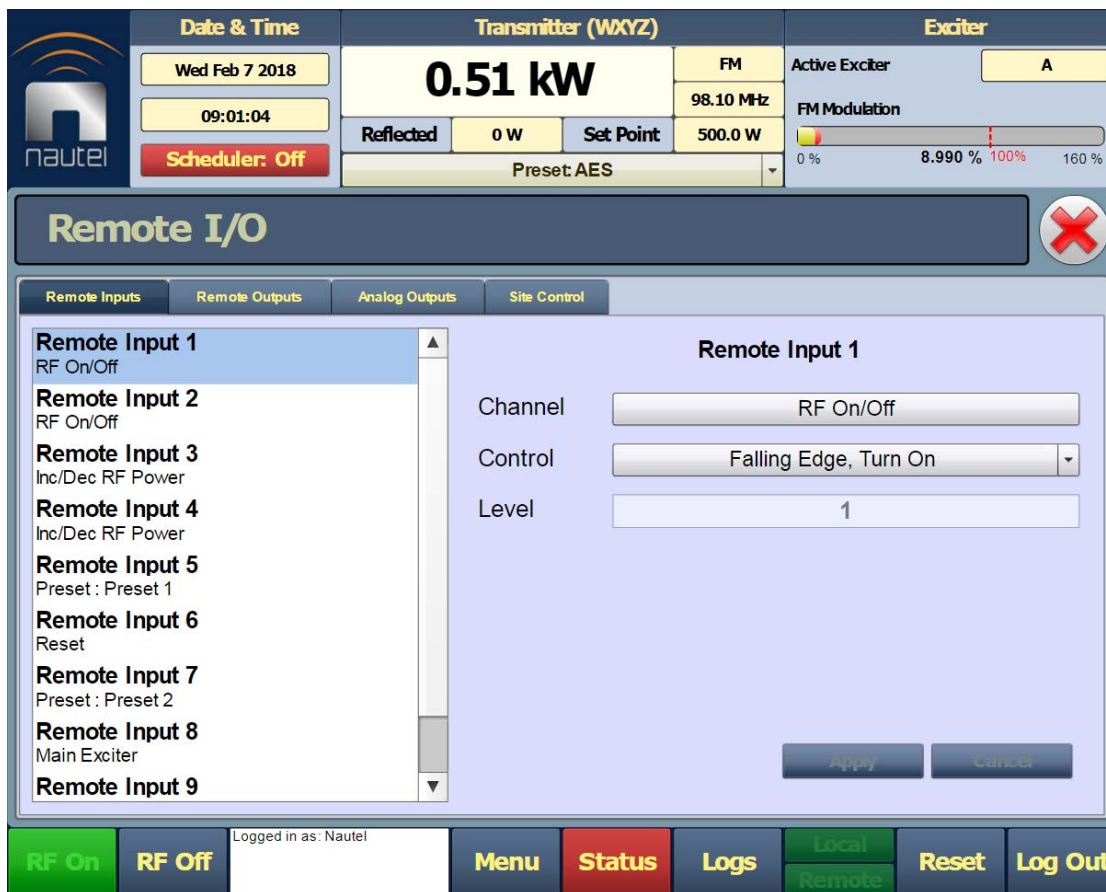 Date & Time
Transmitter (WXYZ)
Exciter
Wed Feb 7 2018
0.51 kW
FM
Active Exciter
A
09:01:04
98.10 MHz
FM Modulation
nautel
Scheduler: Off
Reflected
0 W
Set Point
500.0 W
0 %
8.990 %
100%
160 %
Preset: AES
Remote I/O
Remote Inputs
Remote Outputs
Analog Outputs
Site Control
Remote Input 1
RF On/Off
Remote Input 2
RF On/Off
Remote Input 3
Inc/Dec RF Power
Remote Input 4
Inc/Dec RF Power
Remote Input 5
Preset : Preset 1
Remote Input 6
Reset
Remote Input 7
Preset : Preset 2
Remote Input 8
Main Exciter
Remote Input 9
Remote Input 1
Channel
RF On/Off
Control
Falling Edge, Turn On
Level
1
Apply
Cancel
RF On
RF Off
Logged in as: Nautel
Menu
Status
Logs
Local
Remote
Reset
Log Out